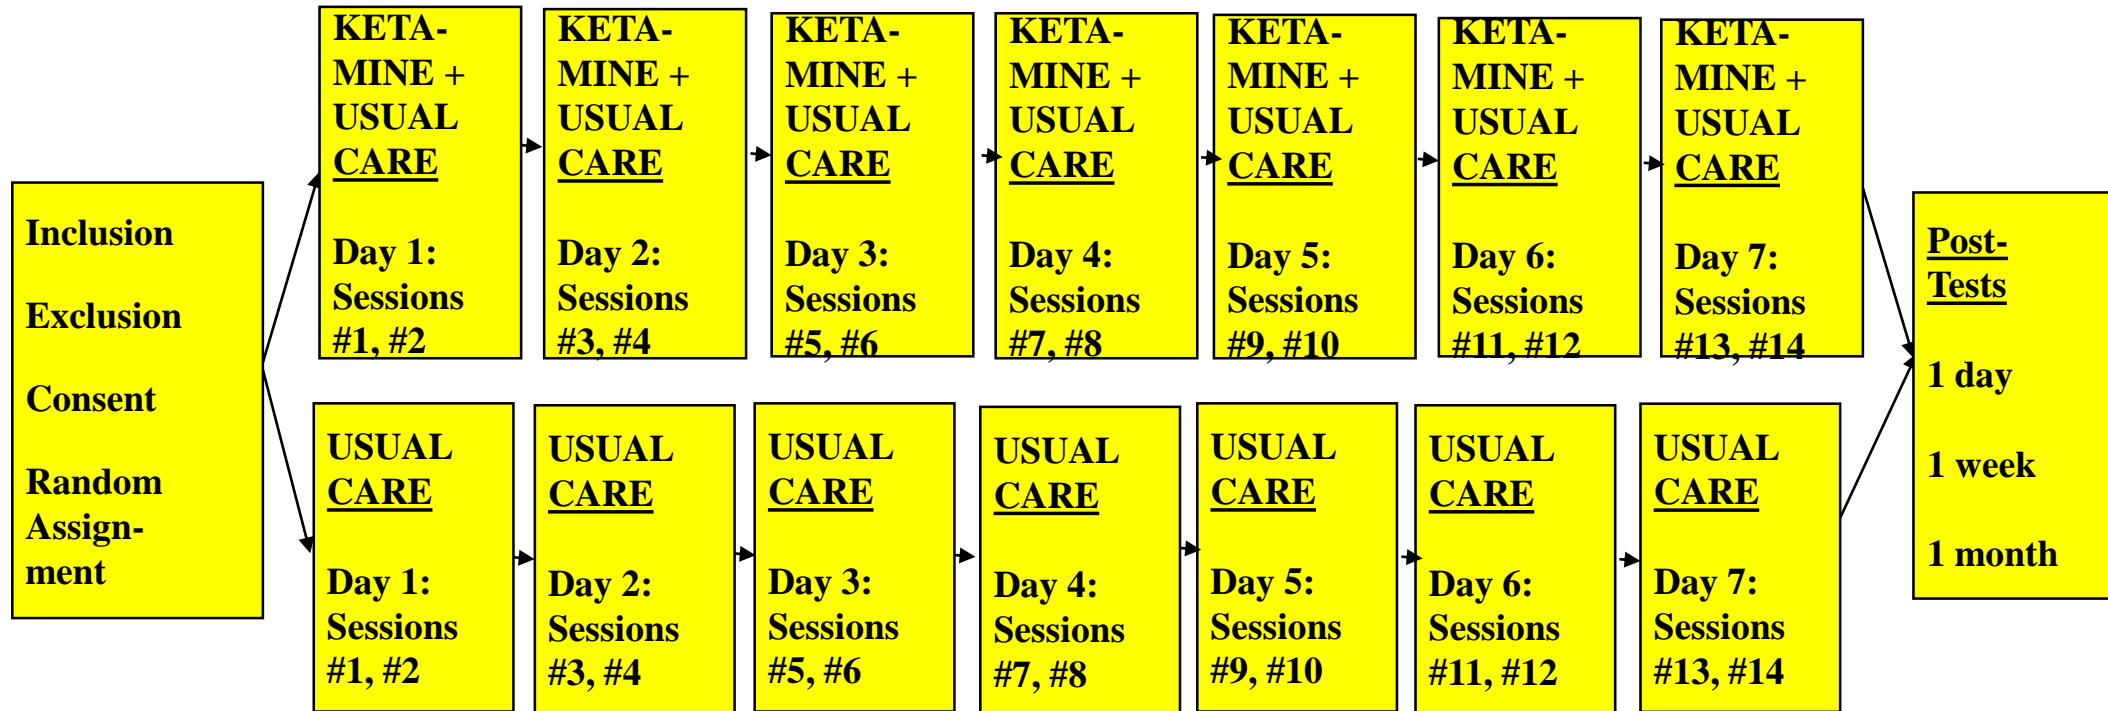 Inclusion
Exclusion
Consent
Random
Assign-
ment
KETA-
MINE +
USUAL
CARE
Day 1:
Sessions
#1, #2
KETA-
MINE +
USUAL
CARE
Day 2:
Sessions
#3, #4
KETA-
MINE +
USUAL
CARE
Day 3:
Sessions
#5, #6
KETA-
MINE +
USUAL
CARE
Day 4:
Sessions
#7, #8
KETA-
MINE +
USUAL
CARE
Day 5:
Sessions
#9, #10
KETA-
MINE +
USUAL
CARE
Day 6:
Sessions
#11, #12
KETA-
MINE +
USUAL
CARE
Day 7:
Sessions
#13, #14
USUAL
CARE
Day 1:
Sessions
#1, #2
USUAL
CARE
Day 2:
Sessions
#3, #4
USUAL
CARE
Day 3:
Sessions
#5, #6
USUAL
CARE
Day 4:
Sessions
#7, #8
USUAL
CARE
Day 5:
Sessions
#9, #10
USUAL
CARE
Day 6:
Sessions
#11, #12
USUAL
CARE
Day 7:
Sessions
#13, #14
Post-
Tests
1 day
1 week
1 month